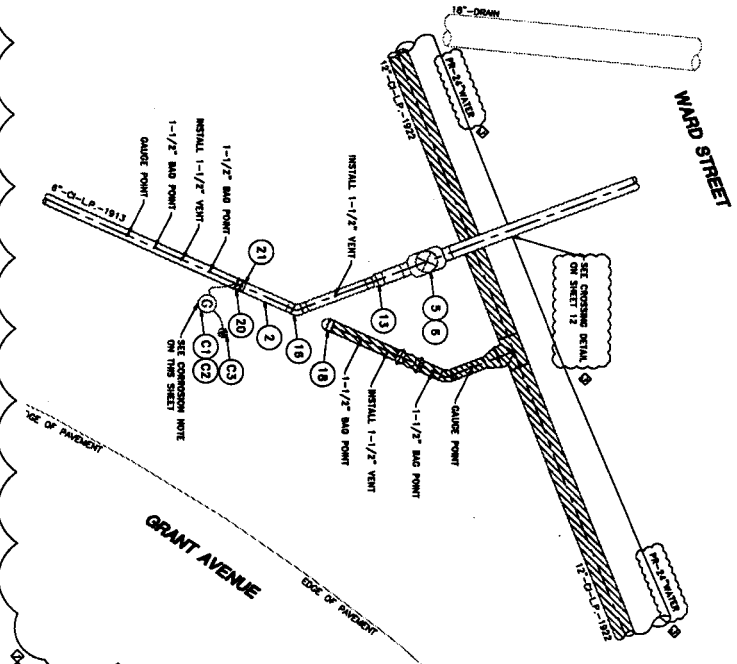 18"-DRAIN
WARD STREET
PR-24"WATER
12"-CI-L.P.-1922
SEE CROSSING DETAIL
ON SHEET 12
INSTALL 1-1/2" VENT
1-1/2" BAG POINT
INSTALL 1-1/2" VENT
1-1/2" BAG POINT
GAUGE POINT
6"-CI-L.P.-1913
5
6
13
21
16
2
20
18
G
C3
C1
C2
SEE CORROSION NOTE
ON THIS SHEET
GAUGE POINT
1-1/2" BAG POINT
INSTALL 1-1/2" VENT
1-1/2" BAG POINT
PR-24"WATER
12"-CI-L.P.-1922
EDGE OF PAVEMENT
GRANT AVENUE
EDGE OF PAVEMENT